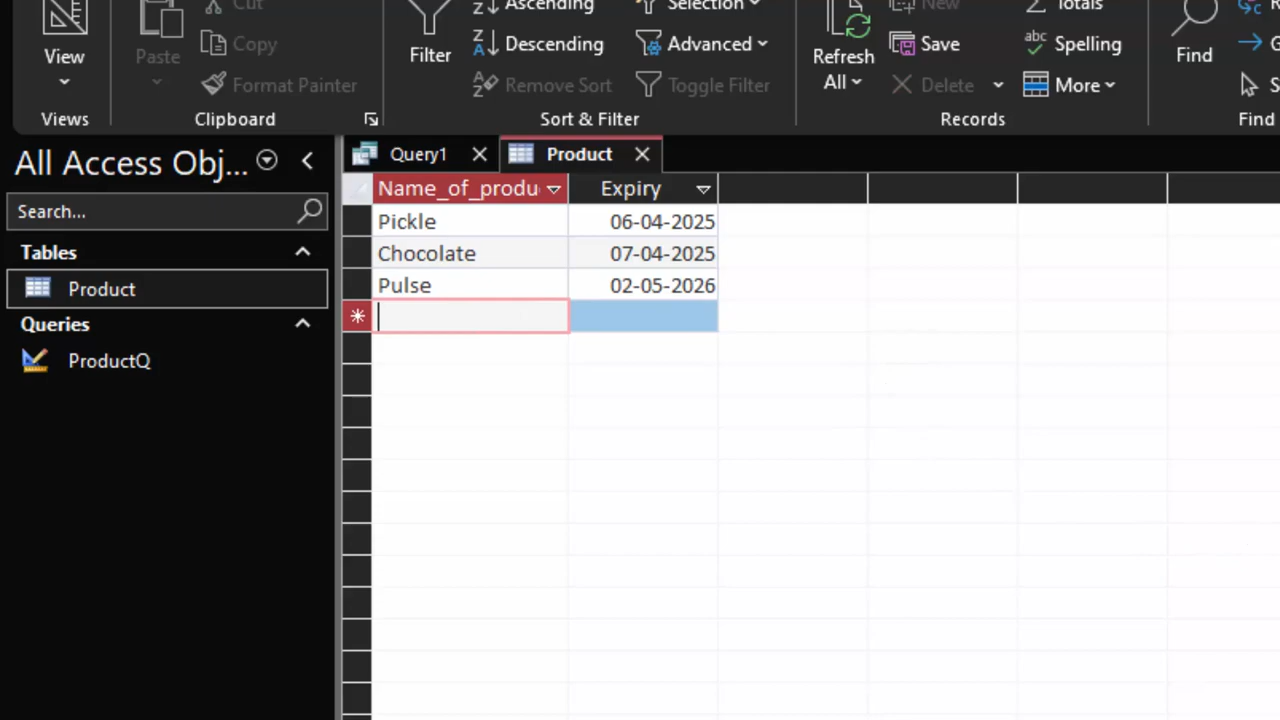 Cut
Ascending
Selection
New
Totals
View
Paste
Copy
Filter
Descending
Advanced
Refresh
All
Save
Spelling
Find
Format Painter
Remove Sort
Toggle Filter
Delete
More
Views
Clipboard
Sort & Filter
Records
Find
All Access Obj...
Query1
Product
Search...
Name_of_produ
Expiry
Tables
Pickle
06-04-2025
Chocolate
07-04-2025
Product
Pulse
02-05-2026
Queries
ProductQ